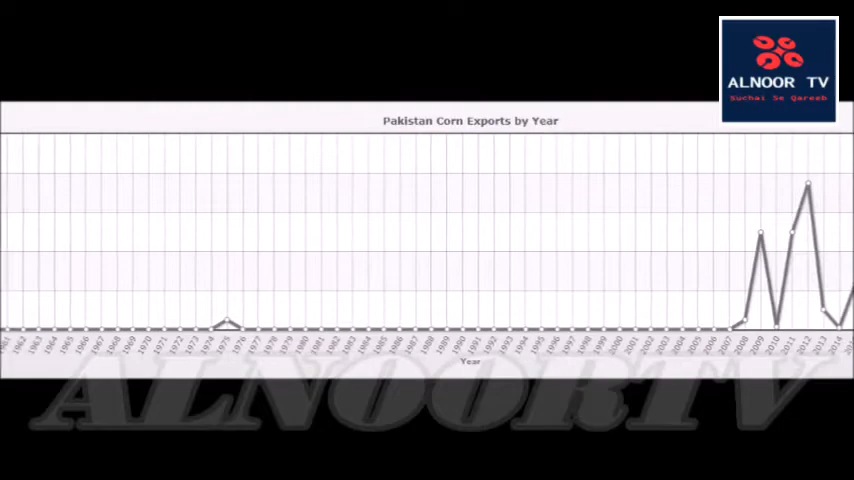 ALNOOR TV
Suchai Se Qareeb
Pakistan Corn Exports by Year
1961 1962 1963 1964 1965 1966 1967 1968 1969 1970 1971 1972 1973 1974 1975 1976 1977 1978 1979 1980 1981 1982 1983 1984 1985 1986 1987 1988 1989 1990 1991 1992 1993 1994 1995 1996 1997 1998 1999 2000 2001 2002 2003 2004 2005 2006 2007 2008 2009 2010 2011 2012 2013 2014
Year
ALNOORTV